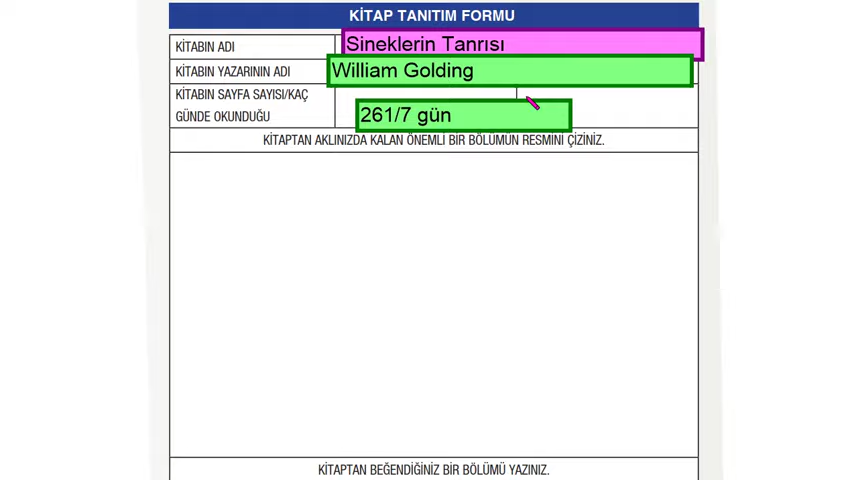 KİTAP TANITIM FORMU
KİTABIN ADI
Sineklerin Tanrısı
KİTABIN YAZARININ ADI
William Golding
KİTABIN SAYFA SAYISI/KAÇ
GÜNDE OKUNDUĞU
261/7 gün
KİTAPTAN AKLINIZDA KALAN ÖNEMLİ BİR BÖLÜMÜN RESMİNİ ÇİZİNİZ.
KİTAPTAN BEĞENDİĞİNİZ BİR BÖLÜMÜ YAZINIZ.